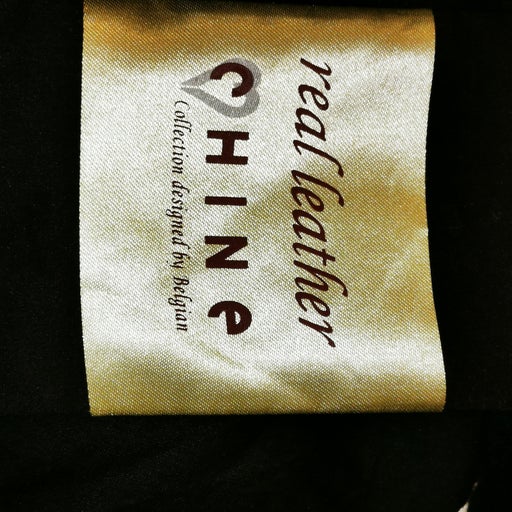 real leather
CHINe
Collection designed by Belgian